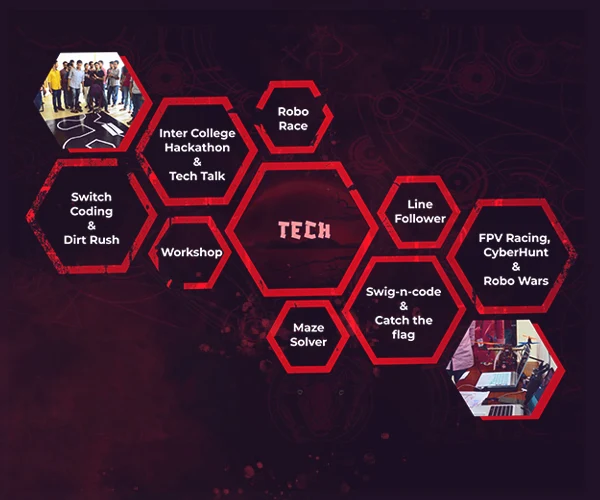 Robo
Race
Inter College
Hackathon
&
Tech Talk
Switch
Coding
&
Dirt Rush
Workshop
TECH
Line
Follower
FPV Racing,
CyberHunt
&
Robo Wars
Swig-n-code
&
Catch the
flag
Maze
Solver